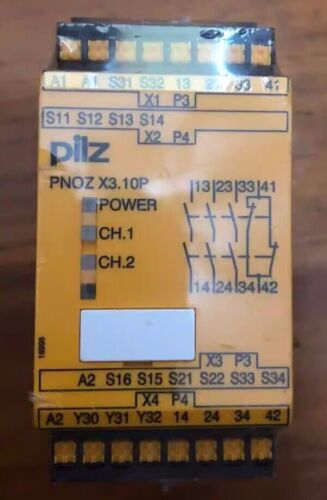 A1 A1 S31 S32 13 23 33 41
X1 P3
S11 S12 S13 S14
X2 P4
pilz
PNOZ X3.10P
13 23 33 41
POWER
CH.1
CH.2
14 24 34 42
X3 P3
A2 S16 S15 S21 S22 S33 S34
X4 P4
A2 Y30 Y31 Y32 14 24 34 42